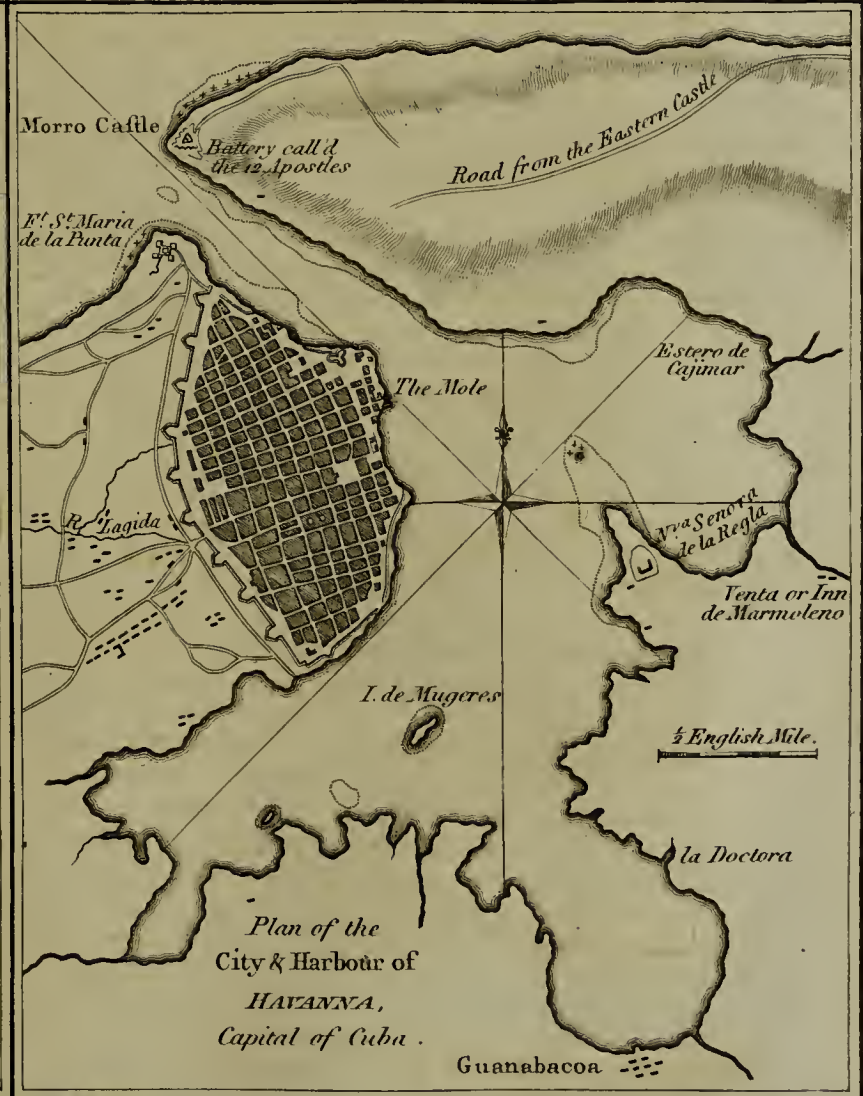 Morro Caſtle
Battery call'd
the 12 Apostles
Road from the Eastern Castle
Ft. St. Maria
de la Punta
Estero de
Cajimar
The Mole
R. Lagida
Nra Senora
de la Regla
Venta or Inn
de Marmoleno
I. de Mugeres
½ English Mile.
la Doctora
Plan of the
City & Harbour of
HAVANNA,
Capital of Cuba.
Guanabacoa